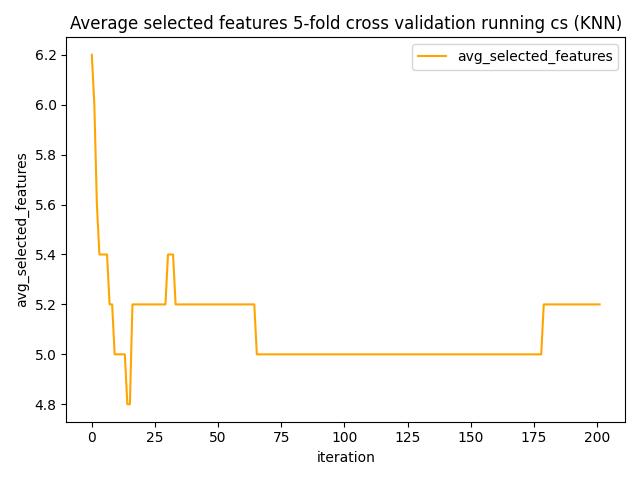 Average selected features 5-fold cross validation running cs (KNN)
avg_selected_features
6.2
6.0
5.8
5.6
5.4
5.2
5.0
4.8
avg_selected_features
0 25 50 75 100 125 150 175 200
iteration